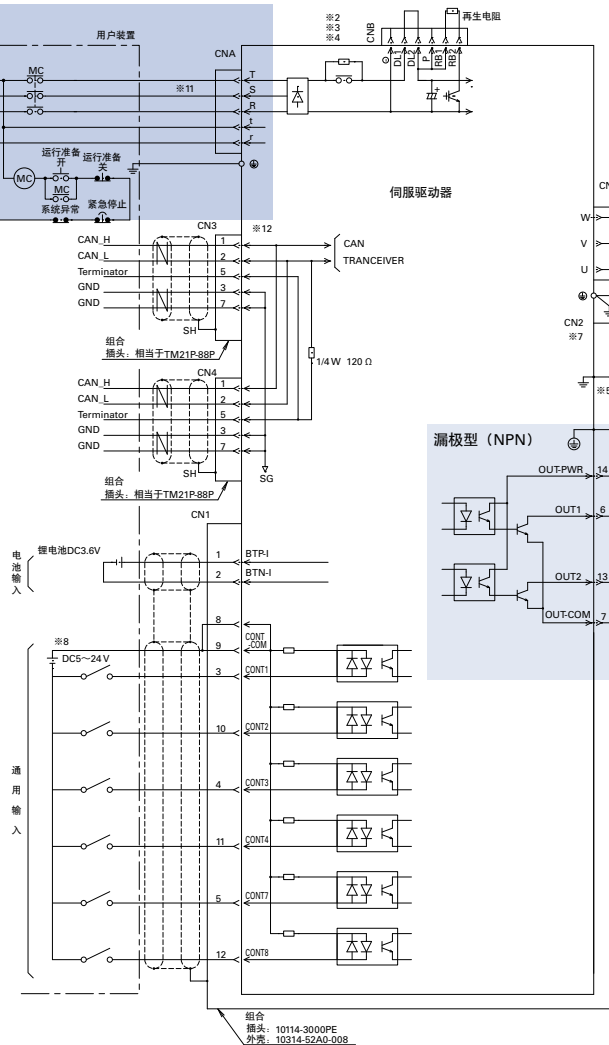 用户装置
CNA
MC
※11
T
S
R
t
r
运行准备
开
运行准备
关
MC
MC
系统异常
紧急停止
※2
※3
※4
CNB
再生电阻
⊖
DL1
DL2
P
RB1
RB2
+
伺服驱动器
CN3
※12
CAN_H
1
CAN_L
2
Terminator
5
GND
3
GND
7
SH
CAN
TRANCEIVER
组合
插头：相当于TM21P-88P
1/4W 120 Ω
CN4
CAN_H
1
CAN_L
2
Terminator
5
GND
3
GND
7
SH
SG
组合
插头：相当于TM21P-88P
CN
W
V
U
CN2
※7
※5
漏极型（NPN）
OUT-PWR
14
OUT1
6
OUT2
13
OUT-COM
7
CN1
电池输入
锂电池DC3.6V
1
BTP-I
2
BTN-I
8
※8
9
CONT
COM
DC5～24V
3
CONT1
10
CONT2
通用输入
4
CONT3
11
CONT4
5
CONT7
12
CONT8
组合
插头：10114-3000PE
外壳：10314-52A0-008